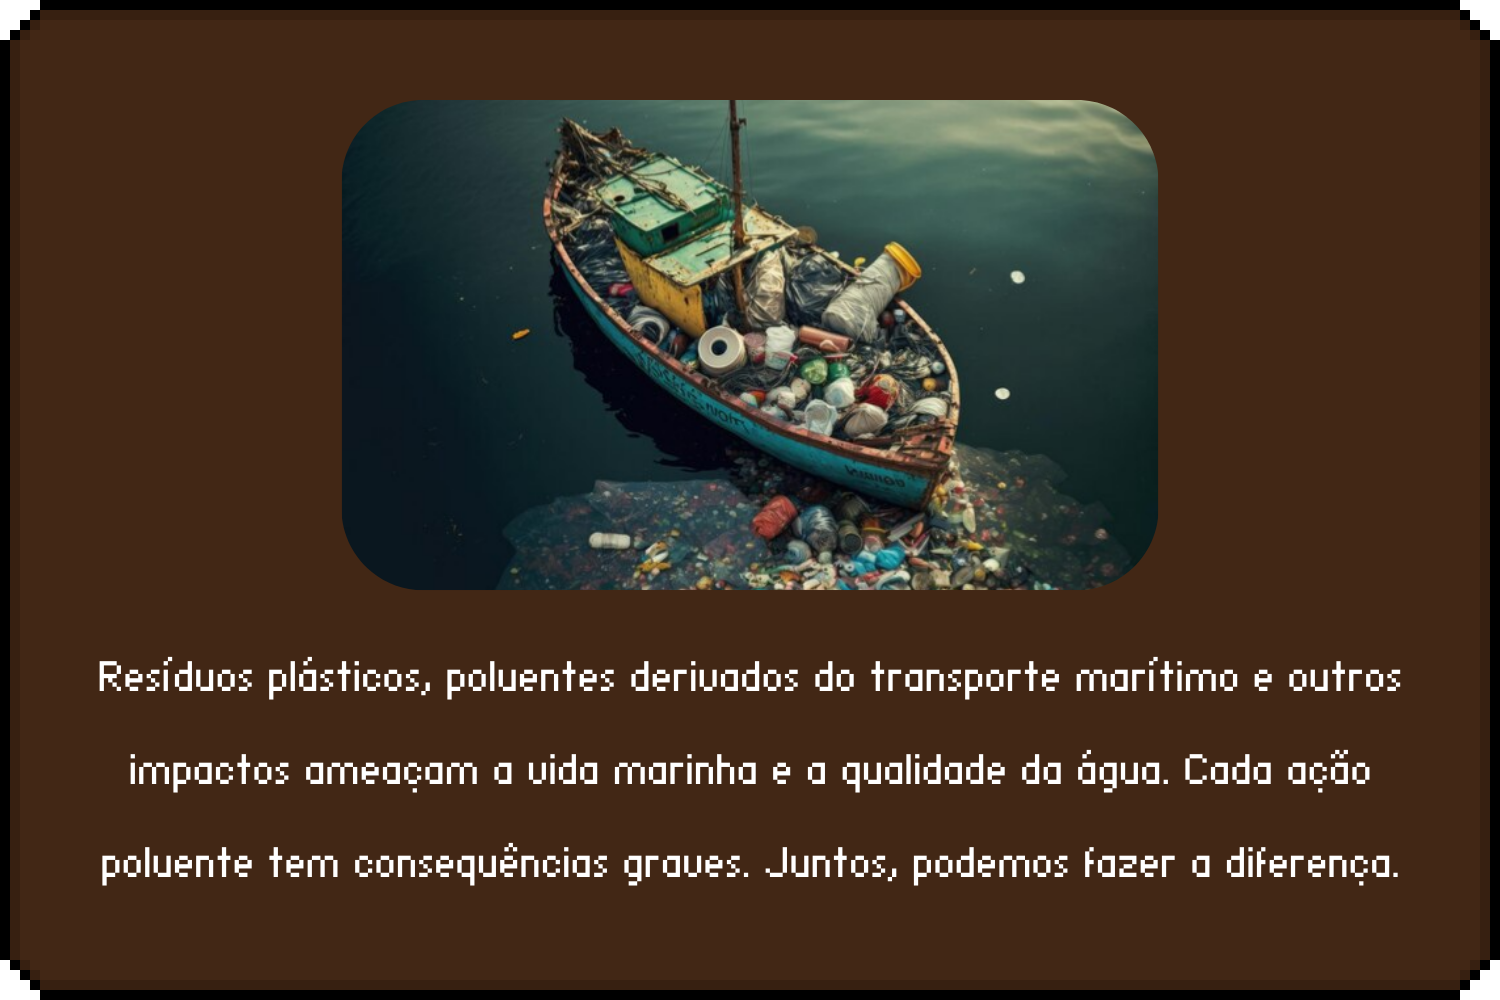 Resíduos plásticos, poluentes derivados do transporte marítimo e outros
impactos ameaçam a vida marinha e a qualidade da água. Cada ação
poluente tem consequências graves. Juntos, podemos fazer a diferença.